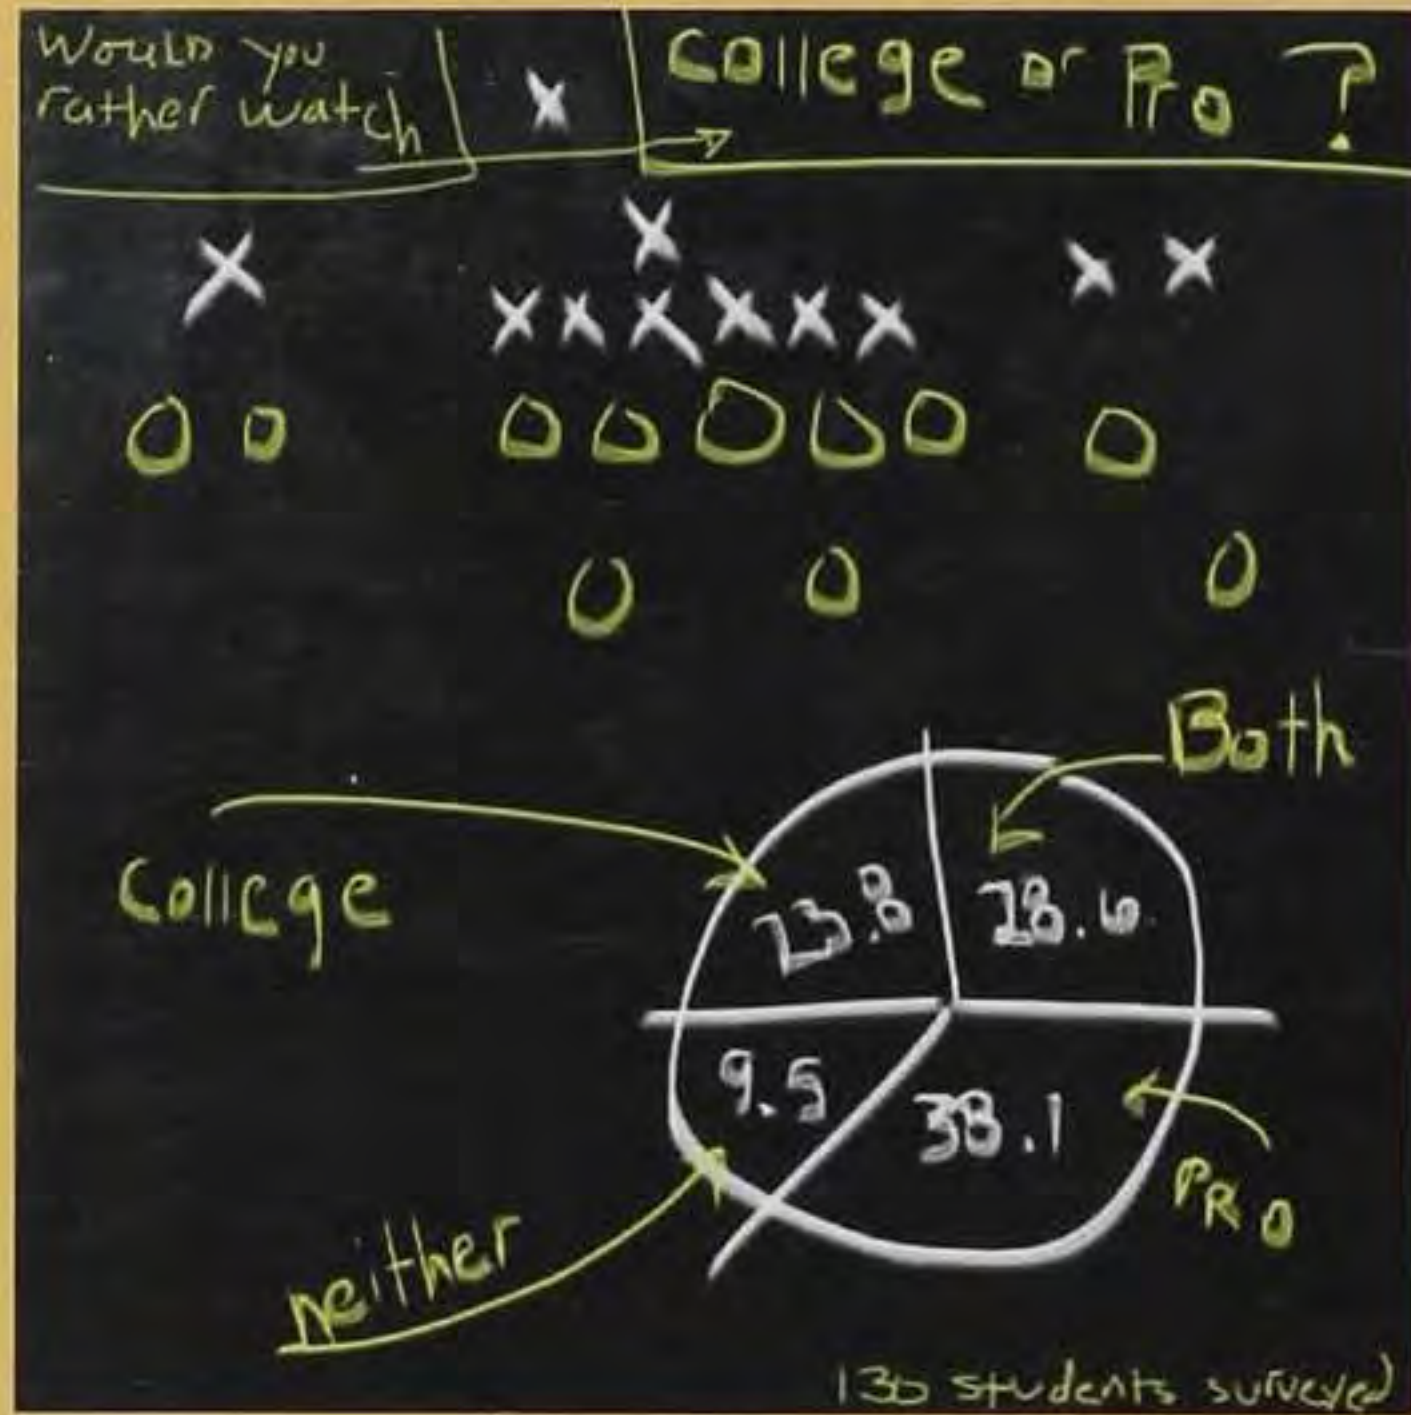 Would you
rather watch
College or Pro ?
X
X
X
X X
X X X X X X
O O O O O O O O
O O O
Both
College
23.8 28.6
9.5 38.1
PRO
neither
130 students surveyed